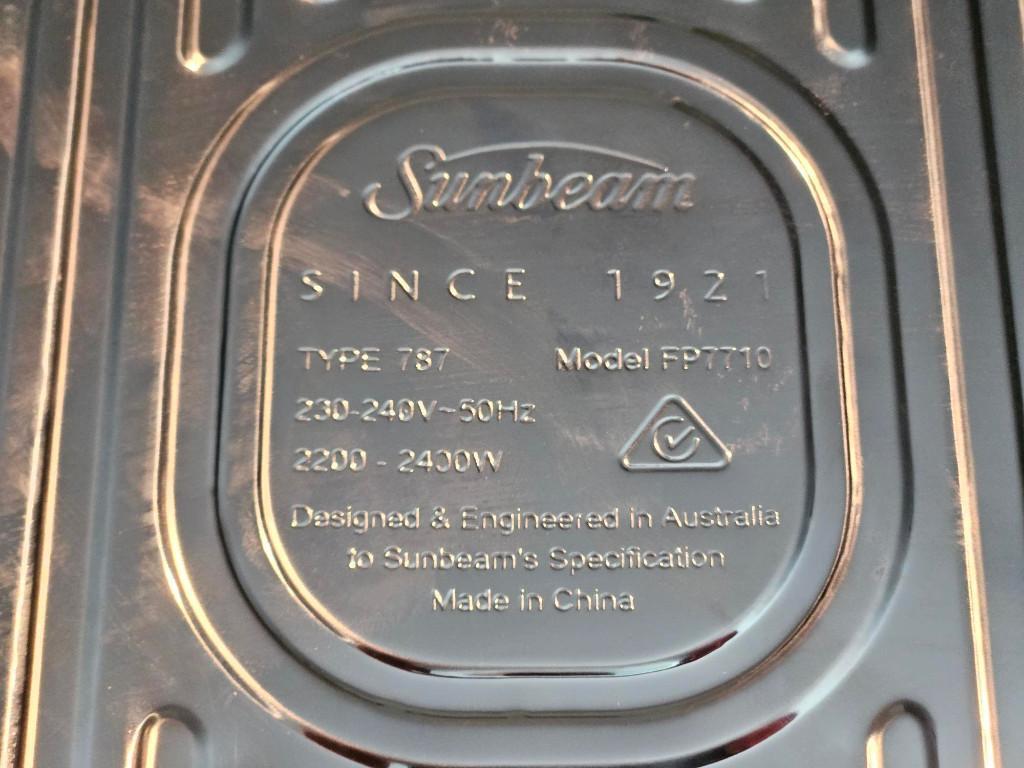 Sunbeam
SINCE 1921
TYPE 787 Model FP7710
230-240V~50Hz
2200 - 2400W
Designed & Engineered in Australia
to Sunbeam's Specification
Made in China